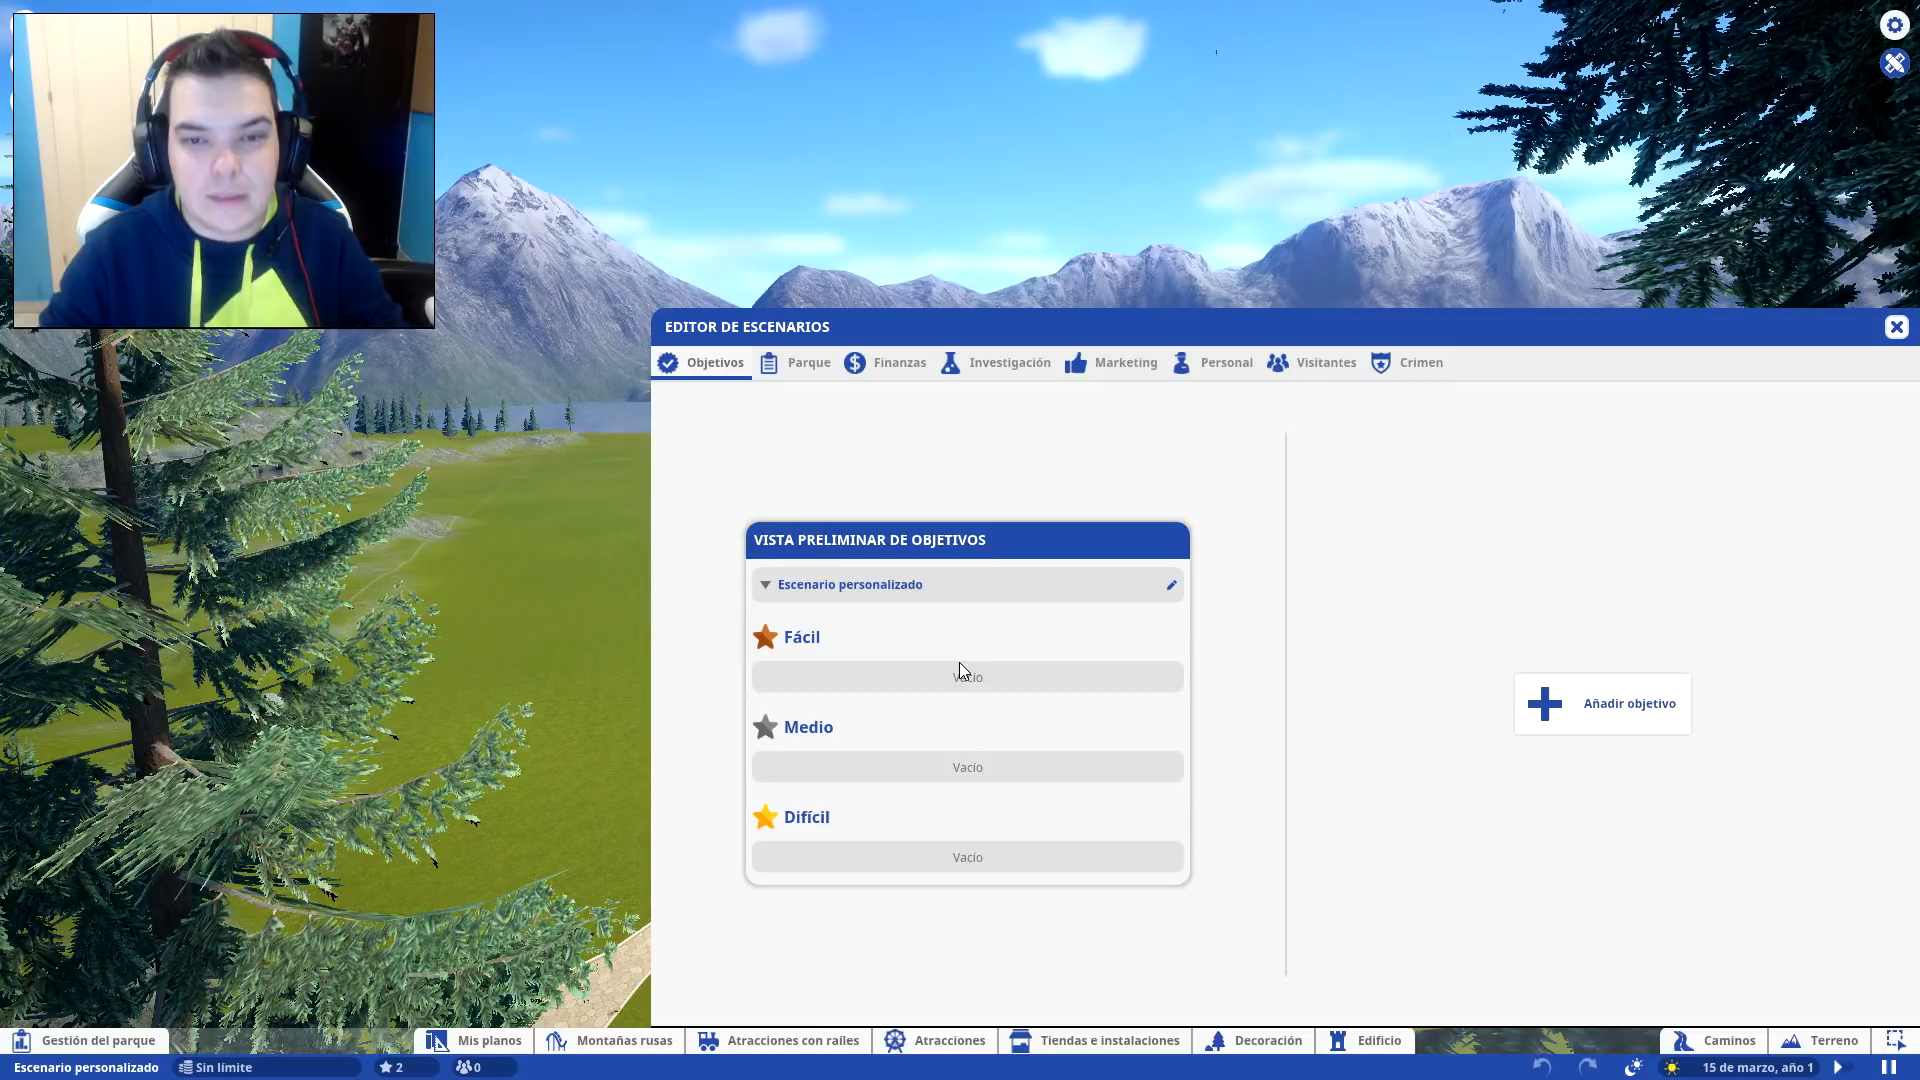 EDITOR DE ESCENARIOS
Objetivos Parque Finanzas Investigación Marketing Personal Visitantes Crimen
VISTA PRELIMINAR DE OBJETIVOS
Escenario personalizado
Fácil
Medio
Vacío
Difícil
Vacío
Añadir objetivo
Gestión del parque Mis planos Montañas rusas Atracciones con raíles Atracciones Tiendas e instalaciones Decoración Edificio Caminos Terreno
Escenario personalizado Sin límite 2 0 15 de marzo, año 1